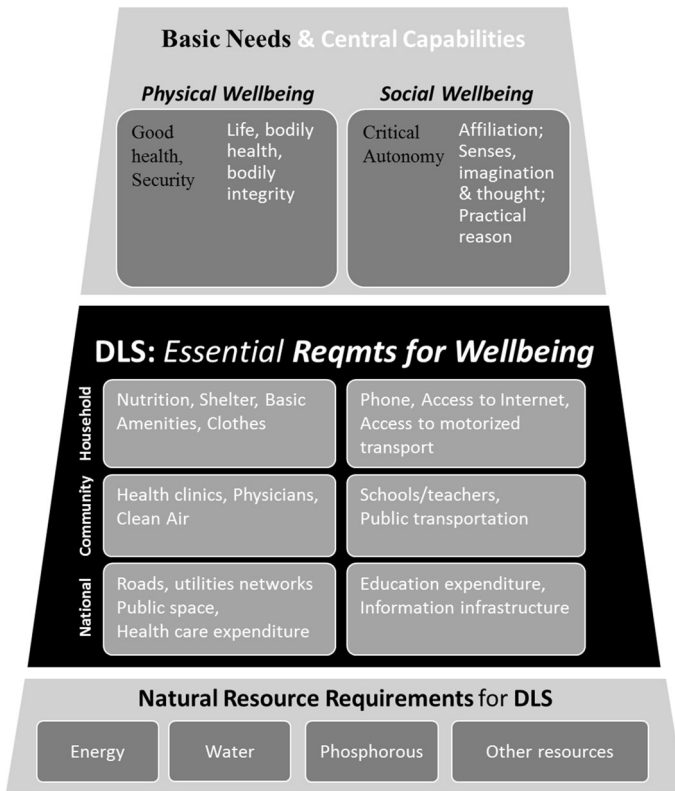 Basic Needs & Central Capabilities
Physical Wellbeing
Social Wellbeing
Good
health,
Security
Life, bodily
health,
bodily
integrity
Critical
Autonomy
Affiliation;
Senses,
imagination
& thought;
Practical
reason
DLS: Essential Reqmts for Wellbeing
Household
Nutrition, Shelter, Basic
Amenities, Clothes
Phone, Access to Internet,
Access to motorized
transport
Community
Health clinics, Physicians,
Clean Air
Schools/teachers,
Public transportation
National
Roads, utilities networks
Public space,
Health care expenditure
Education expenditure,
Information infrastructure
Natural Resource Requirements for DLS
Energy
Water
Phosphorous
Other resources